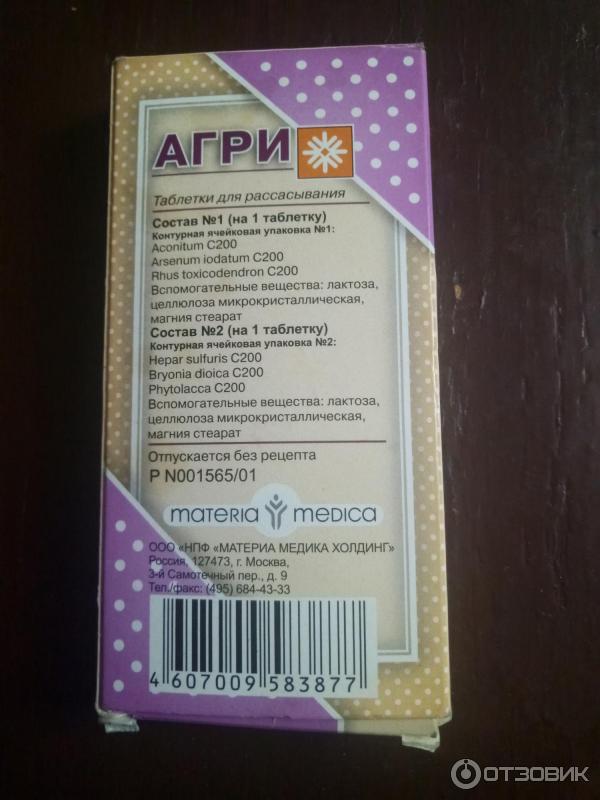 АГРИ
Таблетки для рассасывания
Состав №1 (на 1 таблетку)
Контурная ячейковая упаковка №1:
Aconitum C200
Arsenum iodatum C200
Rhus toxicodendron C200
Вспомогательные вещества: лактоза,
целлюлоза микрокристаллическая,
магния стеарат
Состав №2 (на 1 таблетку)
Контурная ячейковая упаковка №2:
Hepar sulfuris C200
Bryonia dioica C200
Phytolacca C200
Вспомогательные вещества: лактоза,
целлюлоза микрокристаллическая,
магния стеарат
Отпускается без рецепта
P N001565/01
materia medica
ООО «НПФ «МАТЕРИА МЕДИКА ХОЛДИНГ»
Россия, 127473, г. Москва,
3-й Самотечный пер., д. 9
Тел./факс: (495) 684-43-33
4 607009 583877
ОТЗОВИК